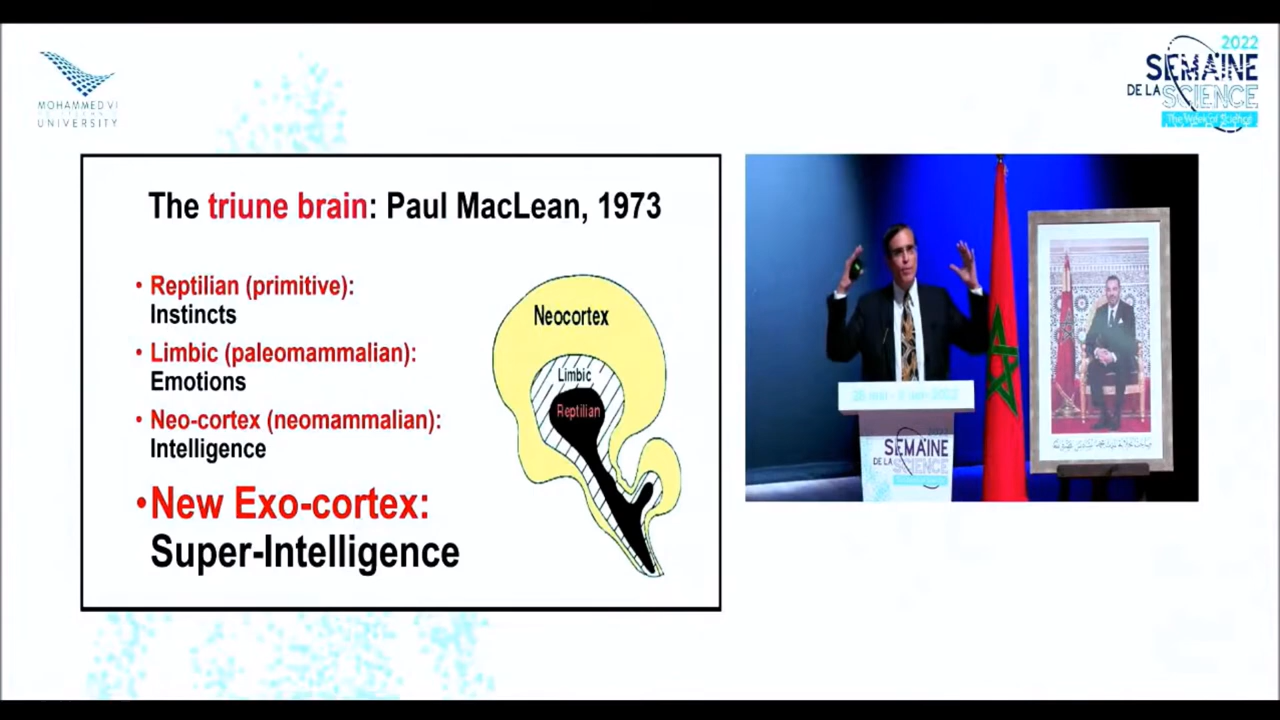 MOHAMMED VI
UNIVERSITY
2022
SEMAINE
DE LA SCIENCE
The Week of Science
The triune brain: Paul MacLean, 1973
• Reptilian (primitive):
Instincts
• Limbic (paleomammalian):
Emotions
• Neo-cortex (neomammalian):
Intelligence
•New Exo-cortex:
Super-Intelligence
Neocortex
Limbic
Reptilian
2022
SEMAINE
DE LA SCIENCE